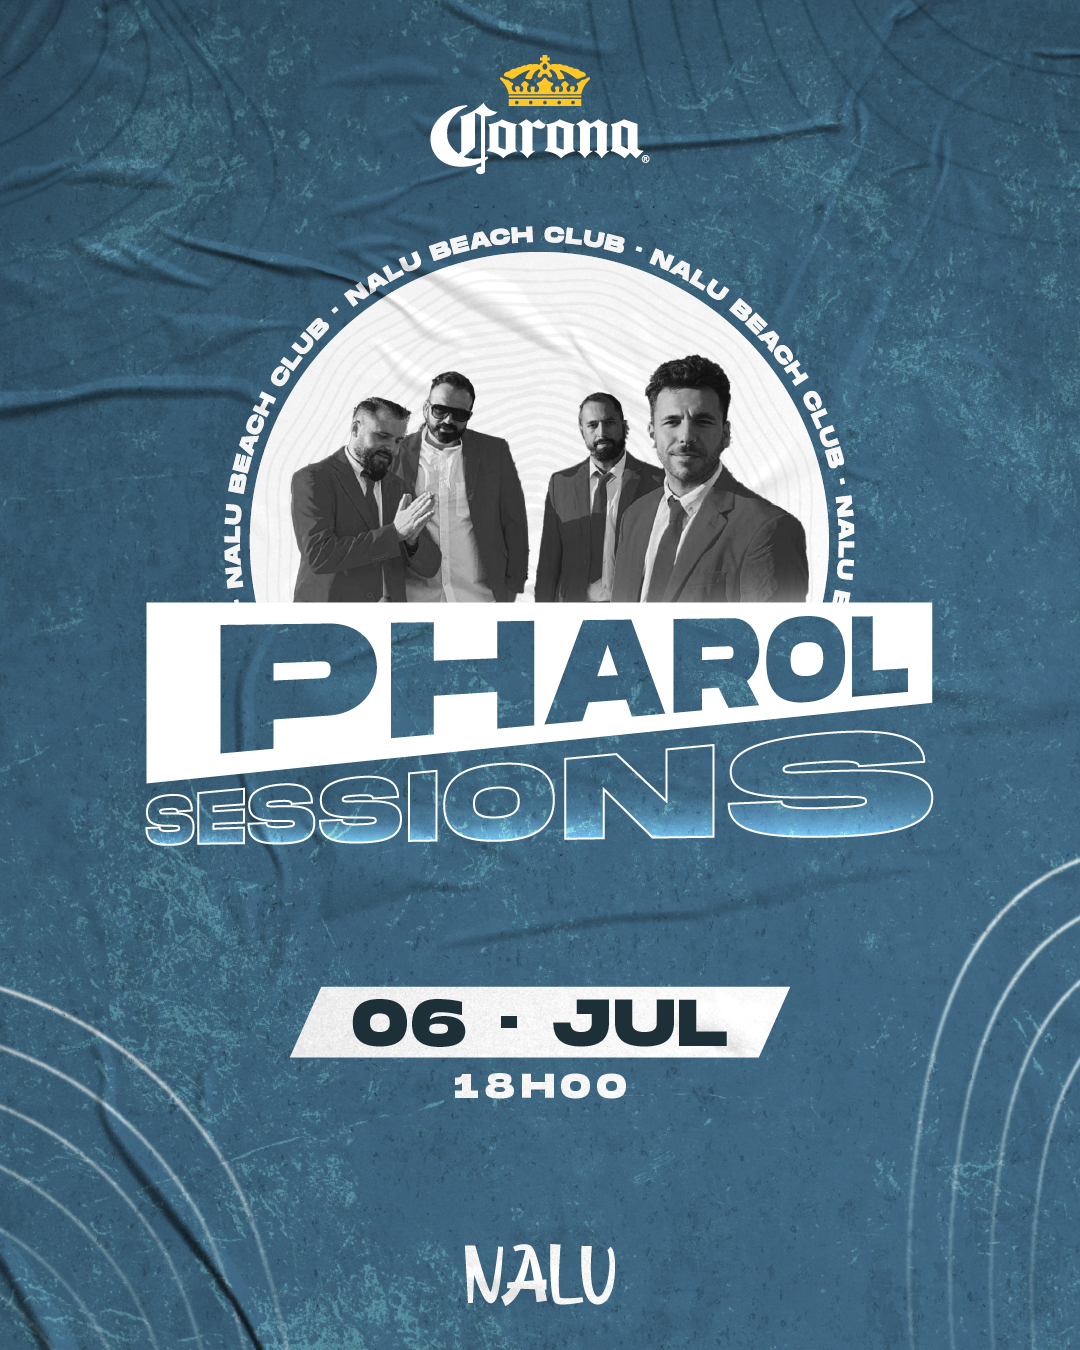 Corona®
· NALU BEACH CLUB · NALU BEACH CLUB · NALU BEACH CLUB · NALU B
PHAROL
SESSIONS
06 · JUL
18H00
NALU